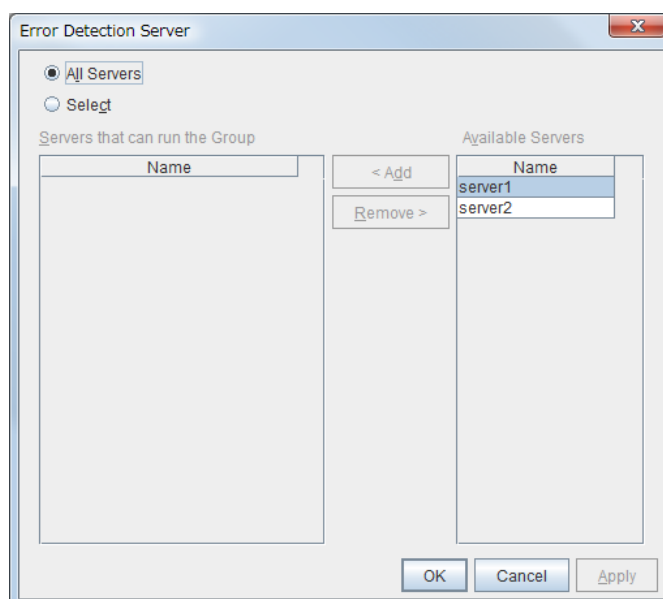 Error Detection Server
All Servers
Select
Servers that can run the Group
Available Servers
Name
< Add
Remove >
Name
server1
server2
OK
Cancel
Apply